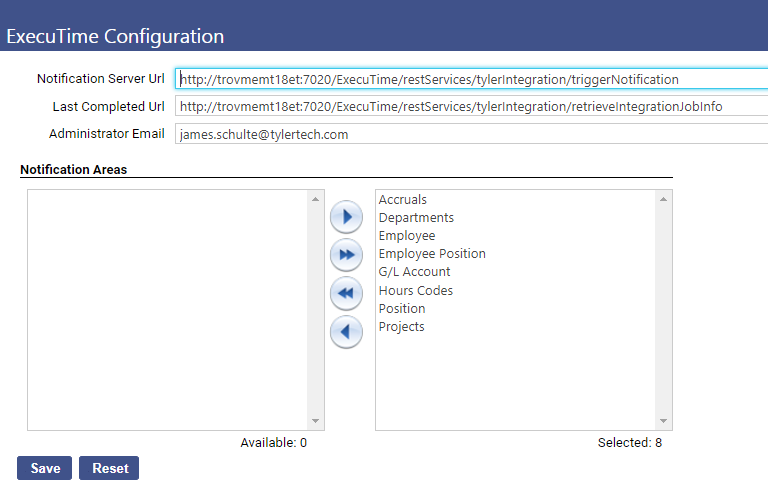 ExecuTime Configuration
Notification Server Url http://trovmemt18et:7020/ExecuTime/restServices/tylerIntegration/triggerNotification
Last Completed Url http://trovmemt18et:7020/ExecuTime/restServices/tylerIntegration/retrieveIntegrationJobInfo
Administrator Email james.schulte@tylertech.com
Notification Areas
Accruals
Departments
Employee
Employee Position
G/L Account
Hours Codes
Position
Projects
Available: 0 Selected: 8
Save Reset